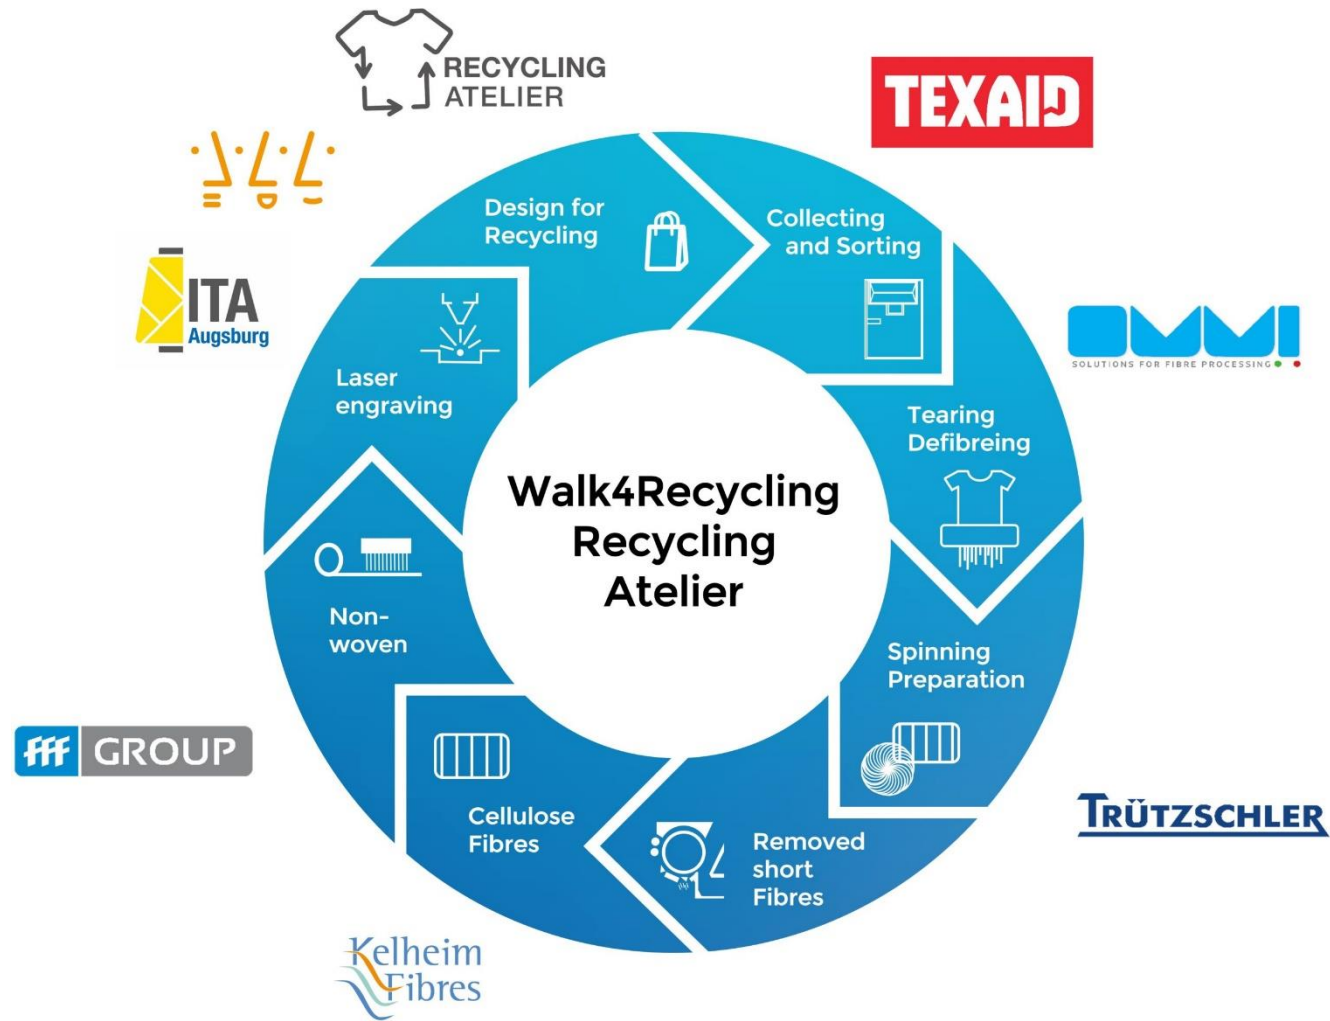 RECYCLING
ATELIER
TEXAID
ITA
Augsburg
OMMI
SOLUTIONS FOR FIBRE PROCESSING
Design for
Recycling
Collecting
and Sorting
Laser
engraving
Tearing
Defibreing
Walk4Recycling
Recycling
Atelier
Non-
woven
Spinning
Preparation
fff GROUP
Cellulose
Fibres
Removed
short
Fibres
TRÜTZSCHLER
Kelheim
Fibres